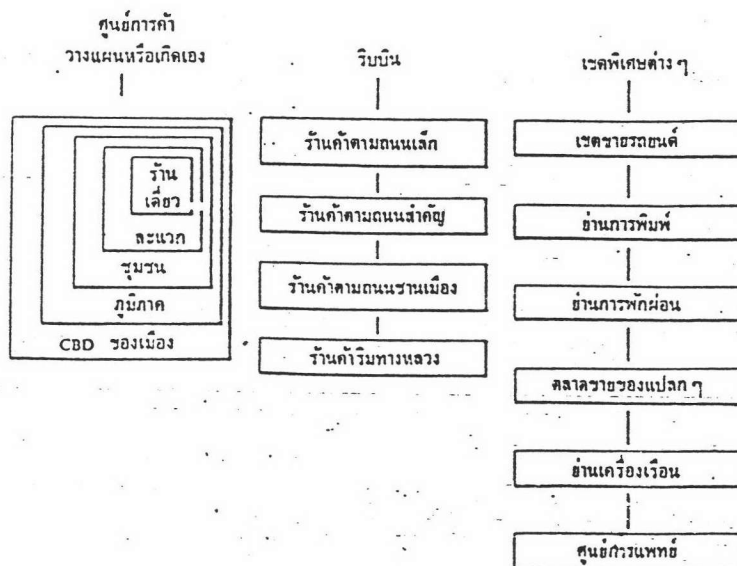 ศูนย์การค้า
วางแผนหรือเกิดเอง
ร้าน
เดี่ยว
ละแวก
ชุมชน
ภูมิภาค
CBD ของเมือง
ริบบิน
ร้านค้าตามถนนเล็ก
ร้านค้าตามถนนสำคัญ
ร้านค้าตามถนนชานเมือง
ร้านค้าริมทางหลวง
เขตพิเศษต่าง ๆ
เขตขายรถยนต์
ย่านการพิมพ์
ย่านการพักผ่อน
ตลาดขายของแปลก ๆ
ย่านเครื่องเรือน
ศูนย์การแพทย์